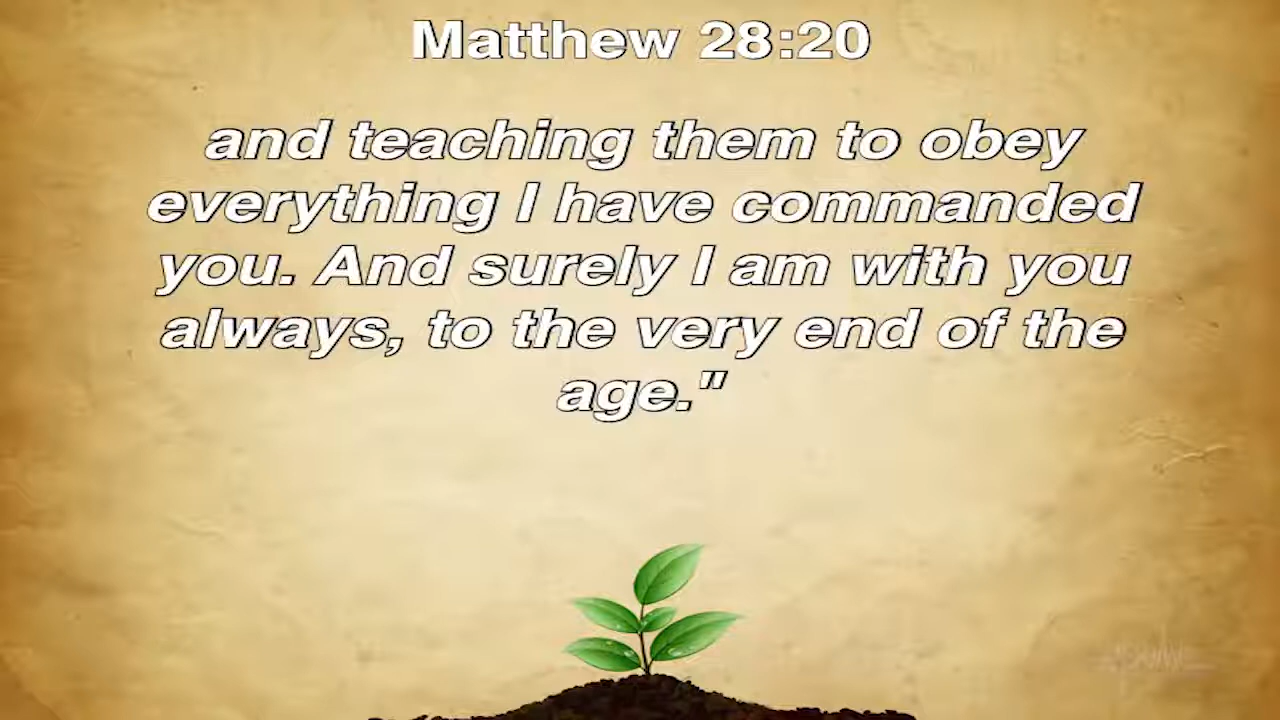 Matthew 28:20
and teaching them to obey
everything I have commanded
you. And surely I am with you
always, to the very end of the
age."